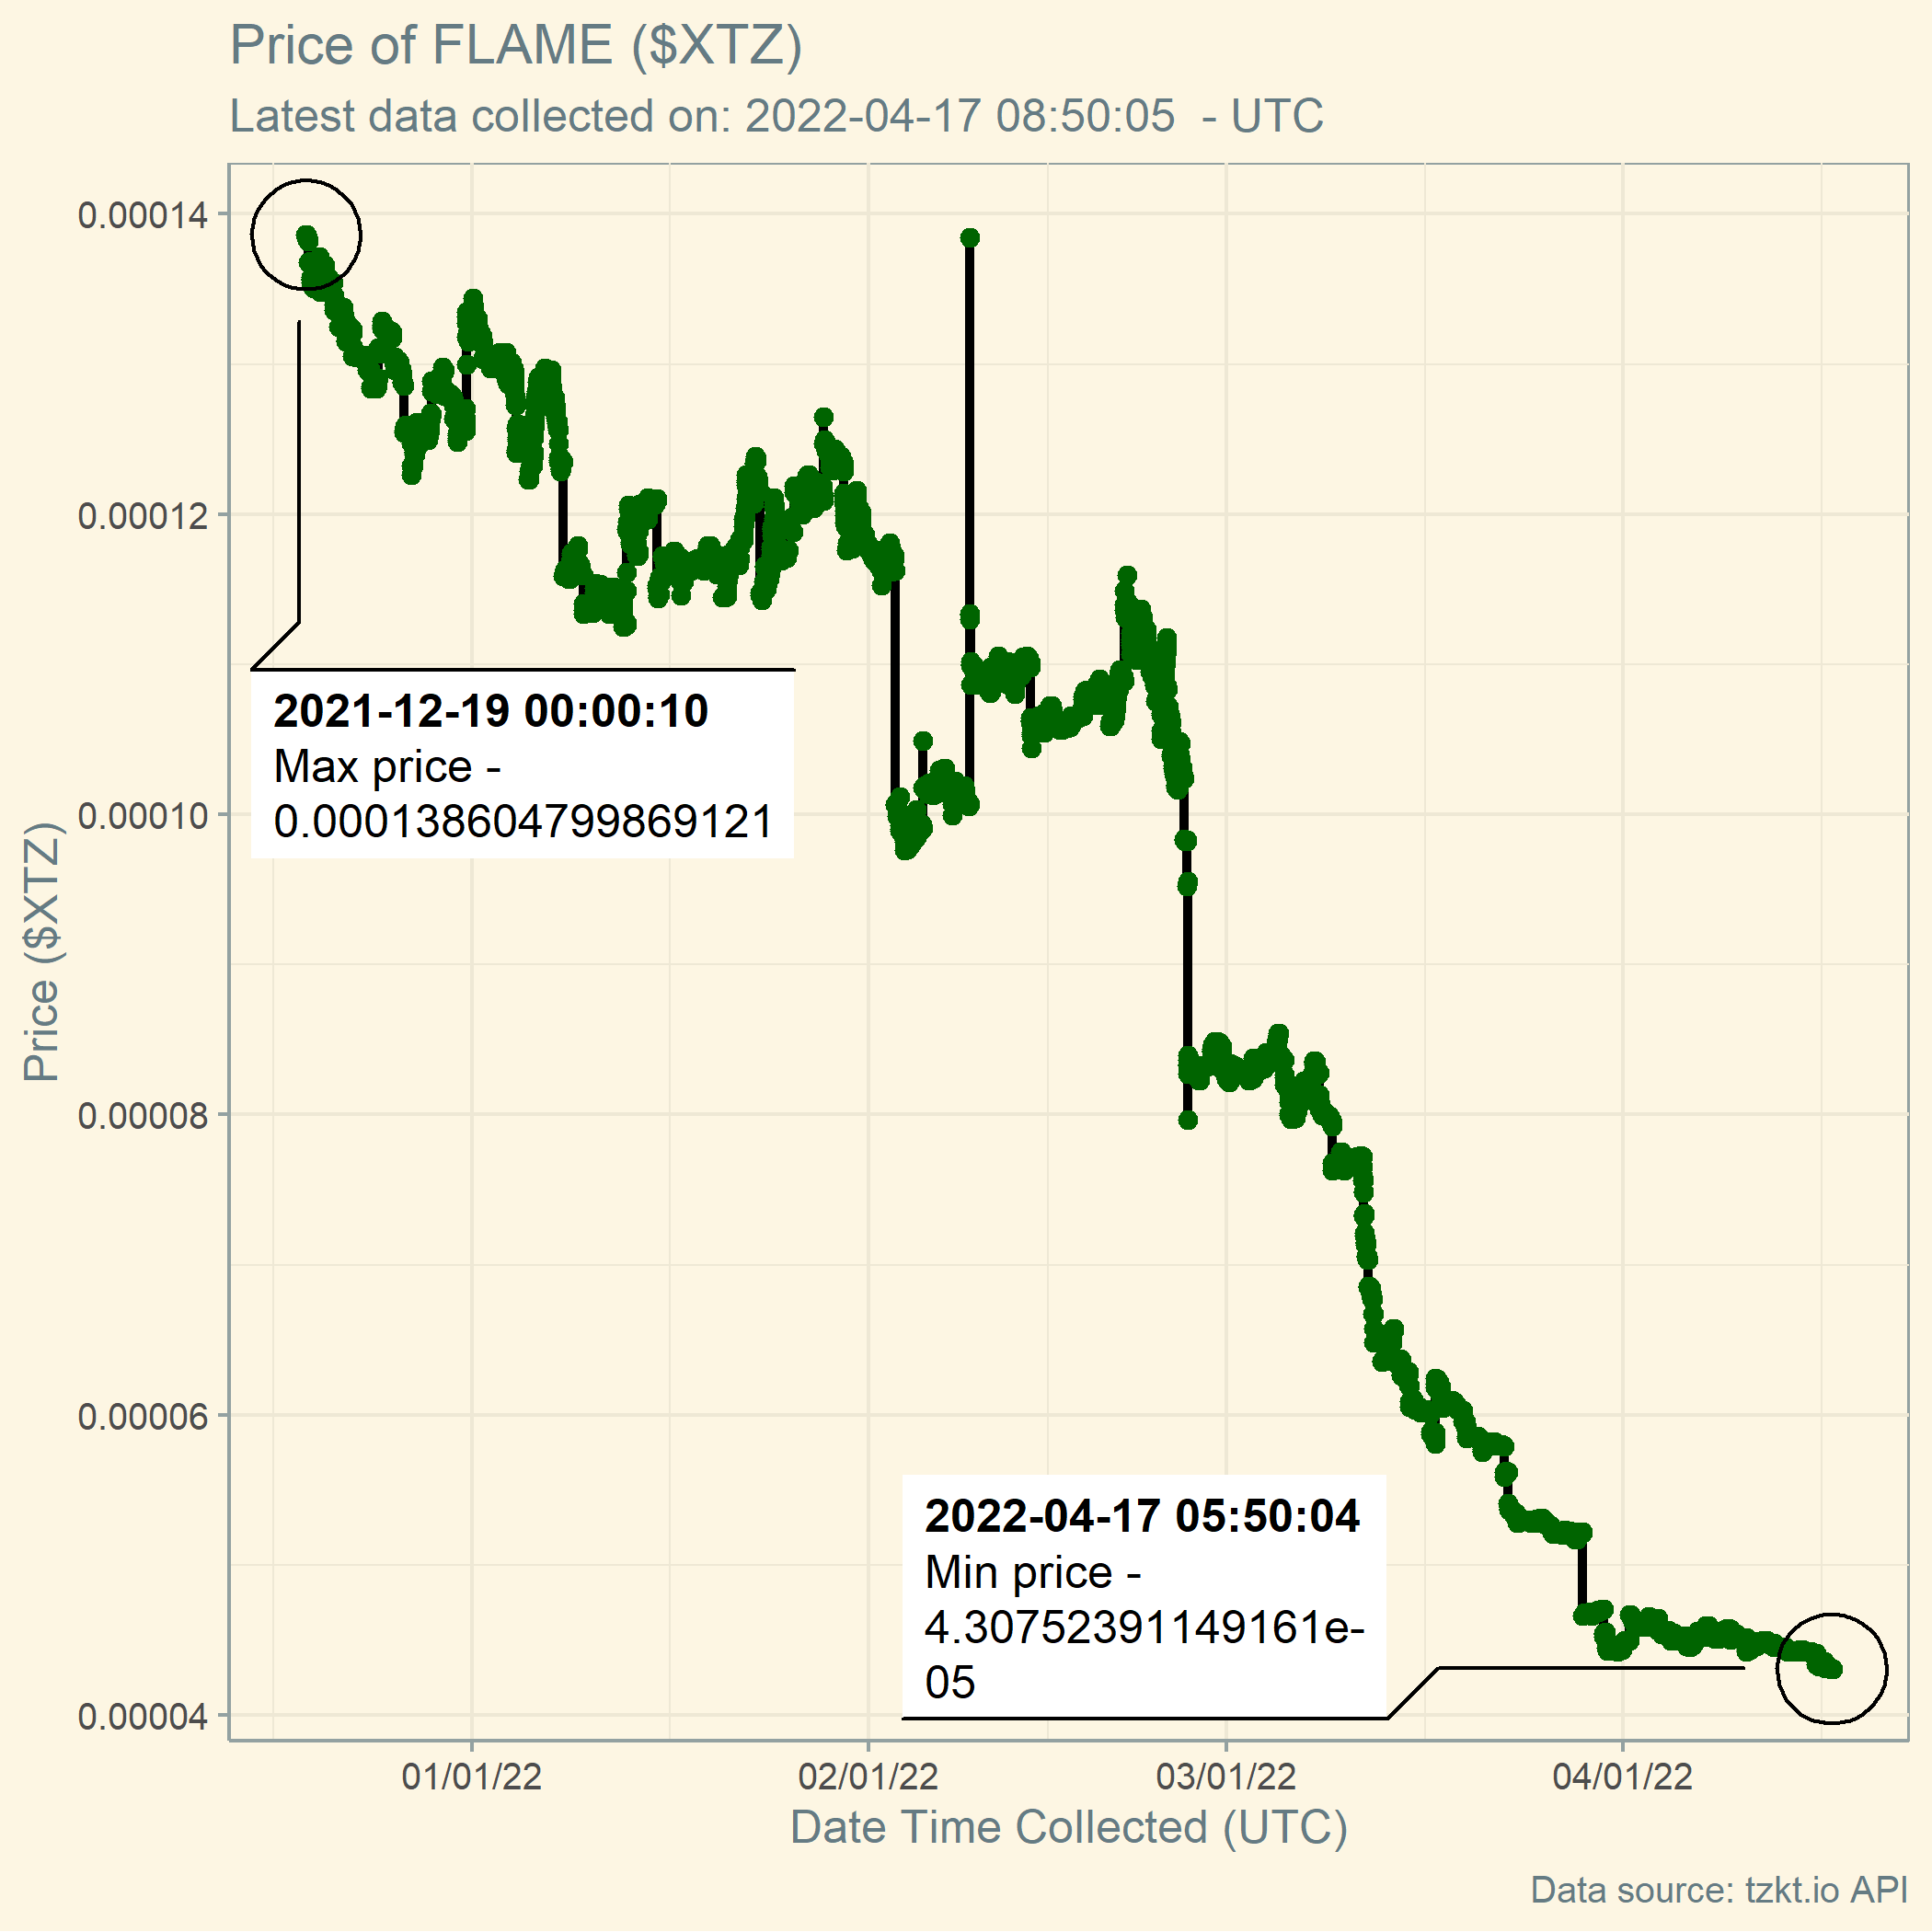 Price of FLAME ($XTZ)
Latest data collected on: 2022-04-17 08:50:05  - UTC
0.00014
0.00012
0.00010
0.00008
0.00006
0.00004
Price ($XTZ)
2021-12-19 00:00:10
Max price -
0.000138604799869121
2022-04-17 05:50:04
Min price -
4.30752391149161e-
05
01/01/22
02/01/22
03/01/22
04/01/22
Date Time Collected (UTC)
Data source: tzkt.io API